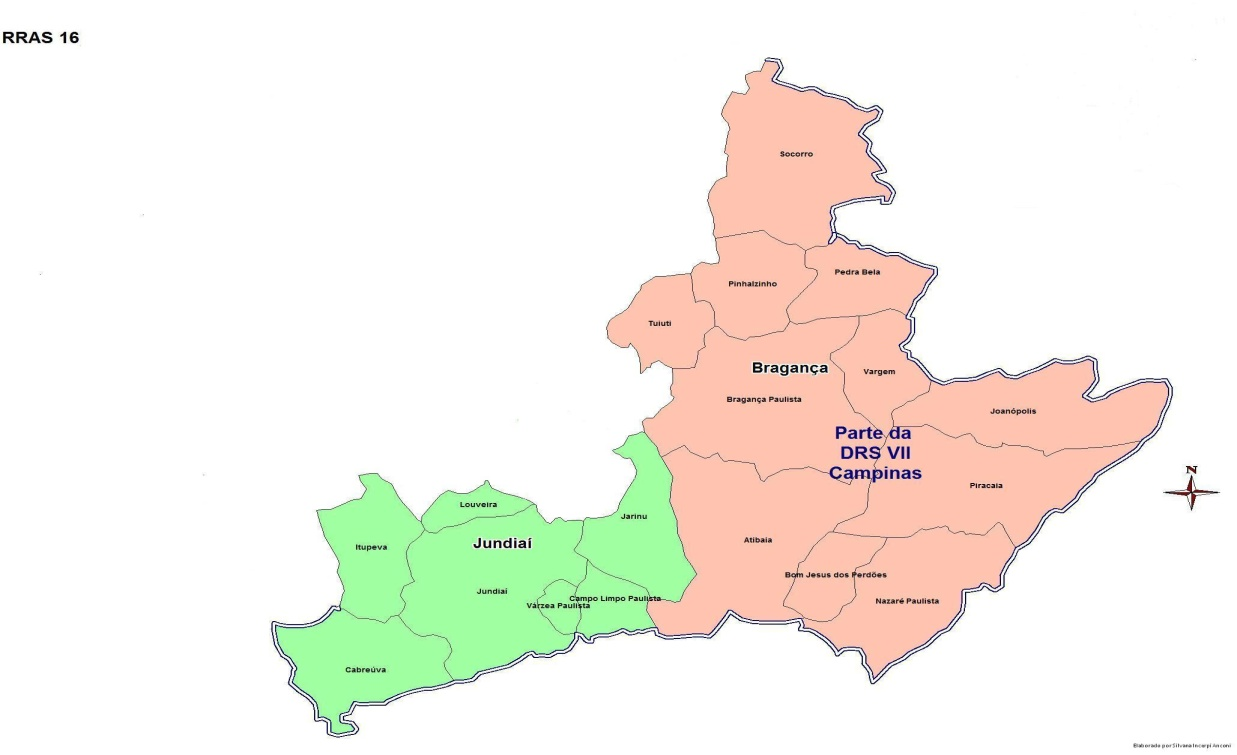 RRAS 16
Socorro
Pedra Bela
Pinhalzinho
Tuiuti
Bragança
Vargem
Bragança Paulista
Joanópolis
Parte da
DRS VII
Campinas
N
Piracaia
Louveira
Jarinu
Atibaia
Jundiaí
Itupeva
Bom Jesus dos Perdões
Jundiaí
Campo Limpo Paulista
Nazaré Paulista
Várzea Paulista
Cabreúva